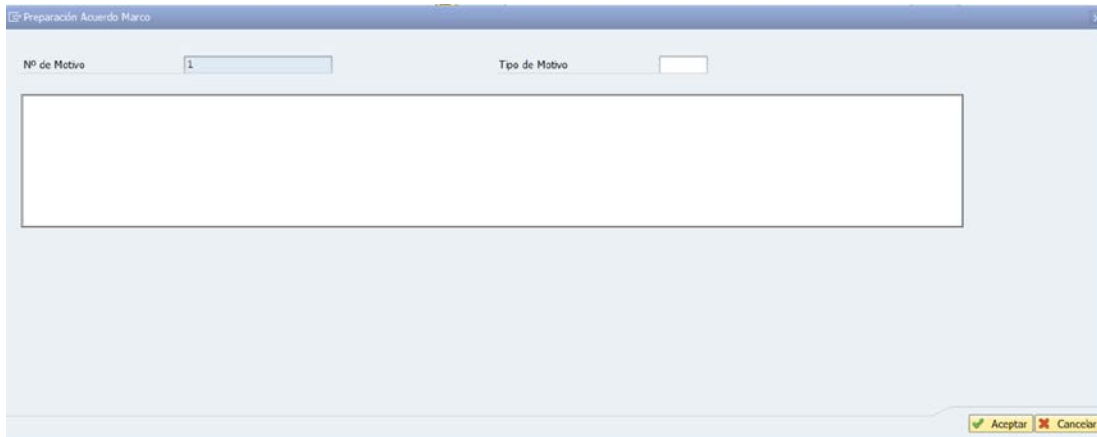 Preparación Acuerdo Marco
Nº de Motivo 1 Tipo de Motivo
Aceptar Cancelar